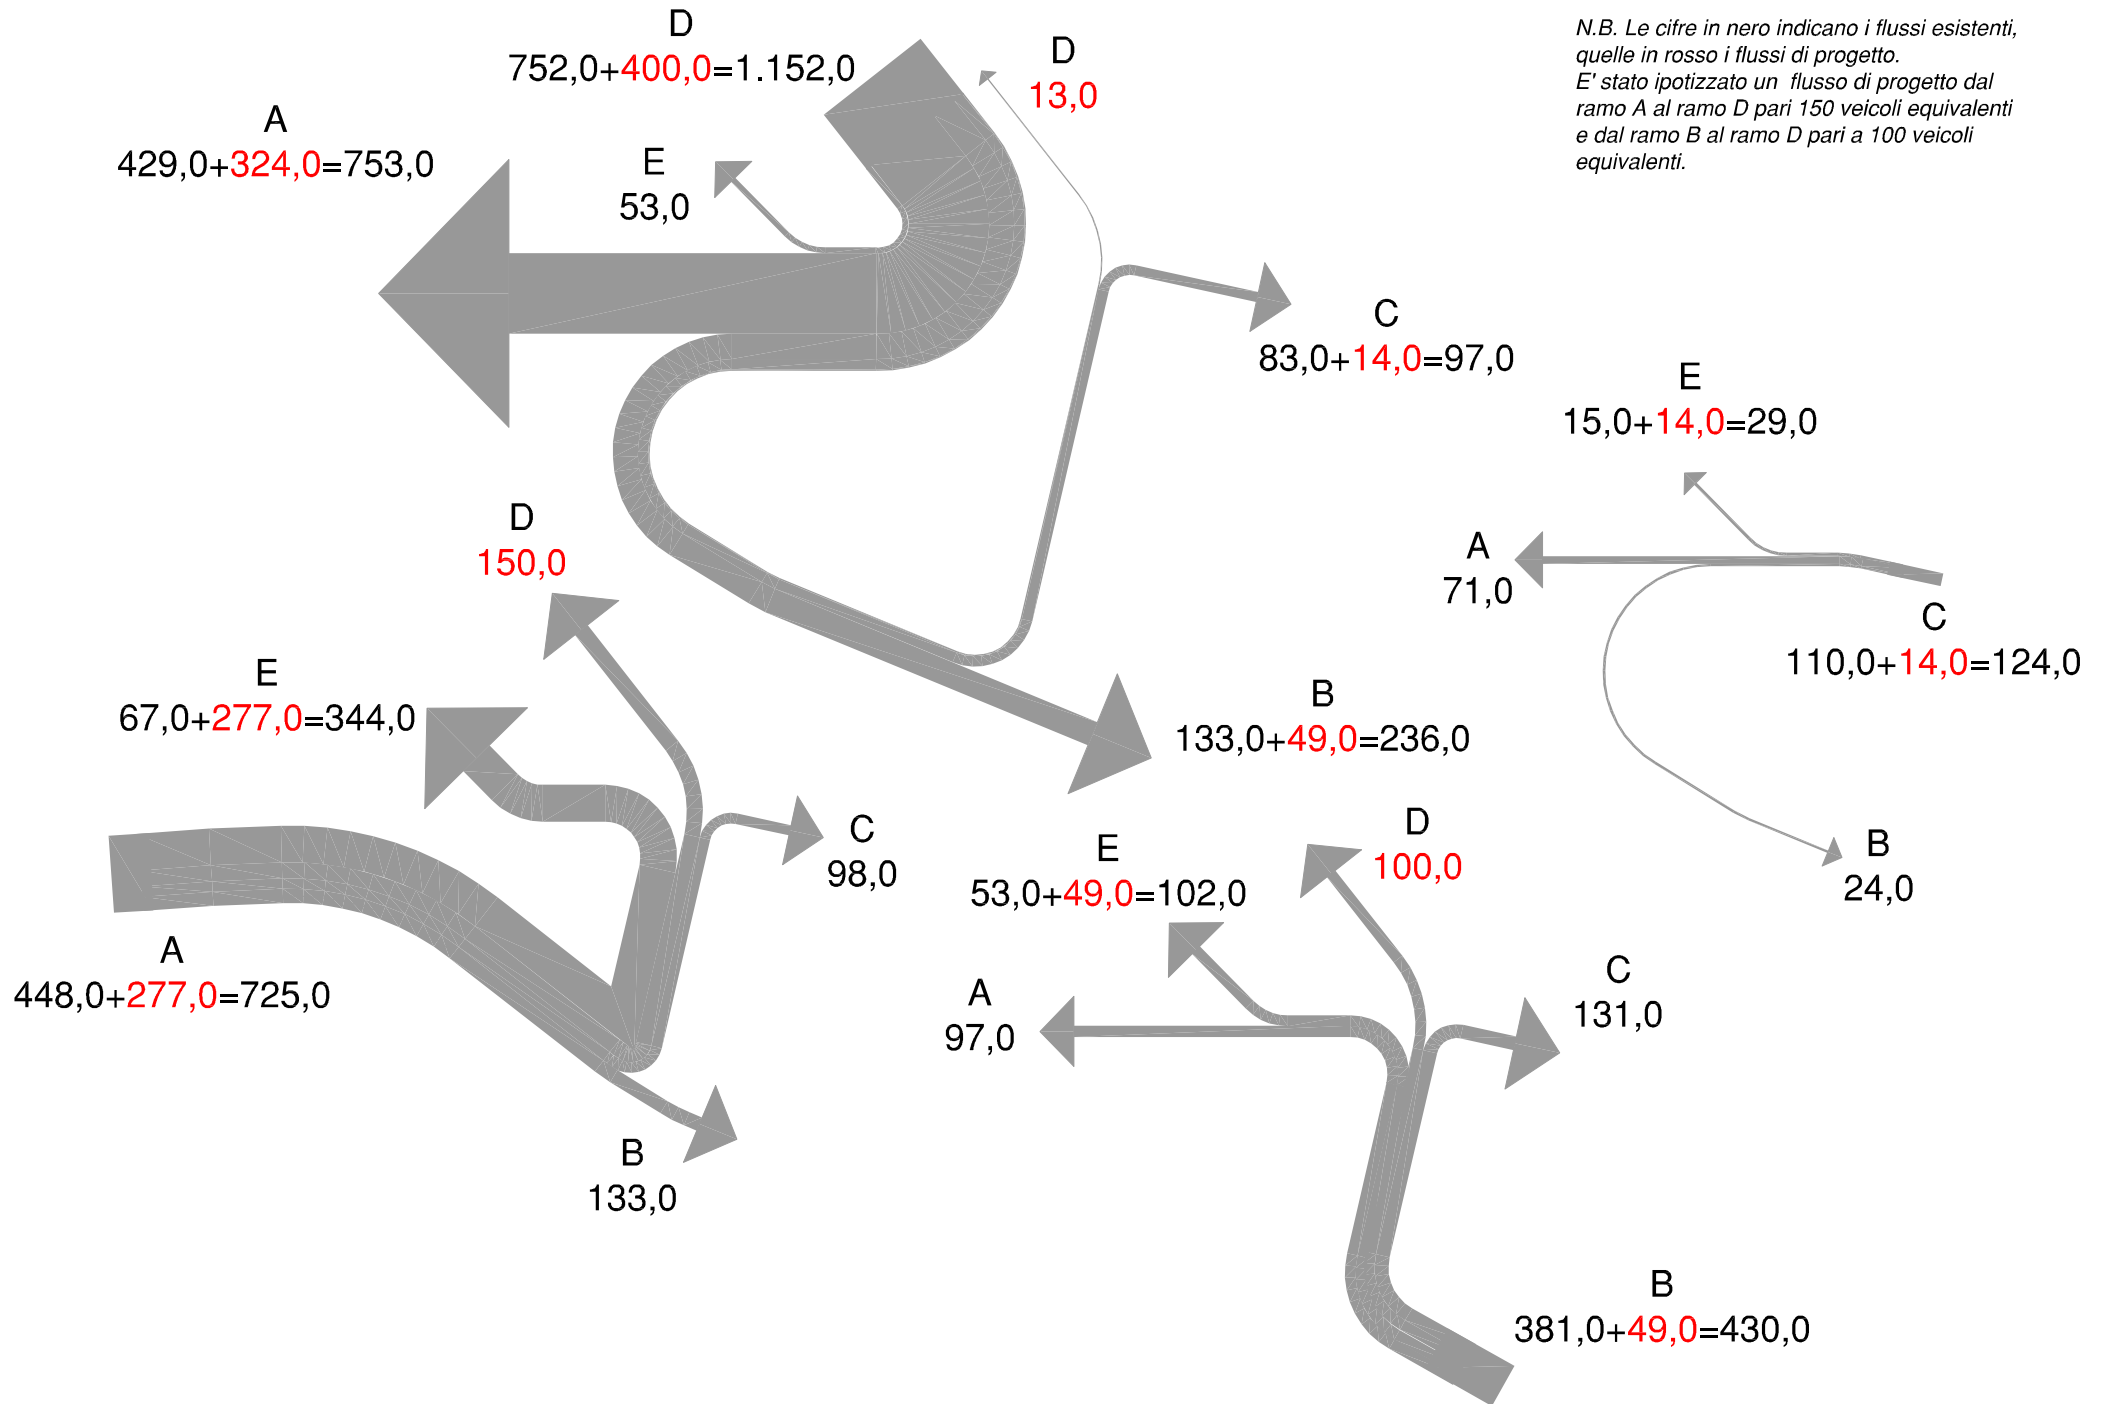 D
752,0+400,0=1.152,0
D
13,0
N.B. Le cifre in nero indicano i flussi esistenti,
quelle in rosso i flussi di progetto.
E' stato ipotizzato un flusso di progetto dal
ramo A al ramo D pari 150 veicoli equivalenti
e dal ramo B al ramo D pari a 100 veicoli
equivalenti.
A
429,0+324,0=753,0
E
53,0
C
83,0+14,0=97,0
E
15,0+14,0=29,0
D
150,0
A
71,0
C
110,0+14,0=124,0
E
67,0+277,0=344,0
B
133,0+49,0=236,0
C
98,0
E
53,0+49,0=102,0
D
100,0
B
24,0
A
448,0+277,0=725,0
A
97,0
C
131,0
B
133,0
B
381,0+49,0=430,0